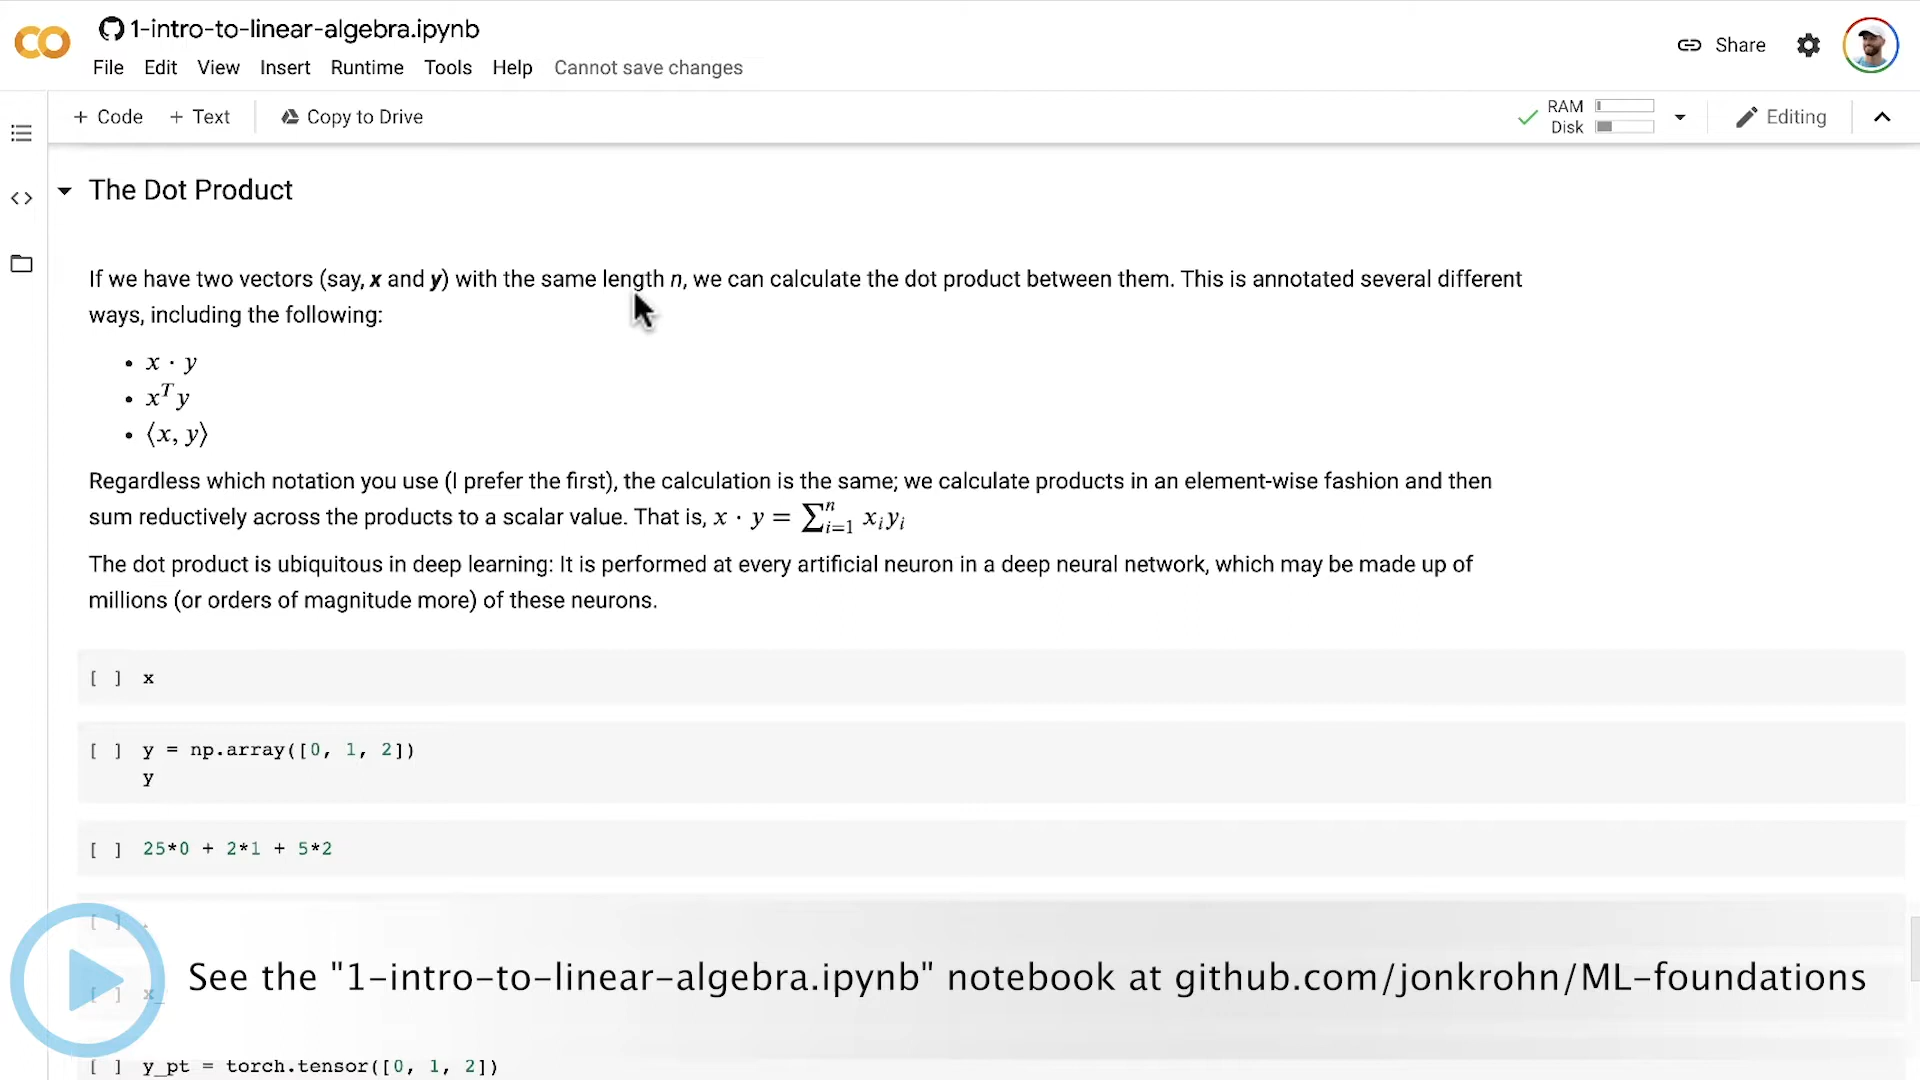 1-intro-to-linear-algebra.ipynb
File Edit View Insert Runtime Tools Help Cannot save changes
Share
+ Code + Text Copy to Drive
RAM
Disk
Editing
The Dot Product
If we have two vectors (say, x and y) with the same length n, we can calculate the dot product between them. This is annotated several different
ways, including the following:
• x · y
• xᵀy
• ⟨x, y⟩
Regardless which notation you use (I prefer the first), the calculation is the same; we calculate products in an element-wise fashion and then
sum reductively across the products to a scalar value. That is, x · y = ∑ⁿᵢ₌₁ xᵢyᵢ
The dot product is ubiquitous in deep learning: It is performed at every artificial neuron in a deep neural network, which may be made up of
millions (or orders of magnitude more) of these neurons.
[ ] x
[ ] y = np.array([0, 1, 2])
y
[ ] 25*0 + 2*1 + 5*2
[ ]
See the "1-intro-to-linear-algebra.ipynb" notebook at github.com/jonkrohn/ML-foundations
[ ] y_pt = torch.tensor([0, 1, 2])